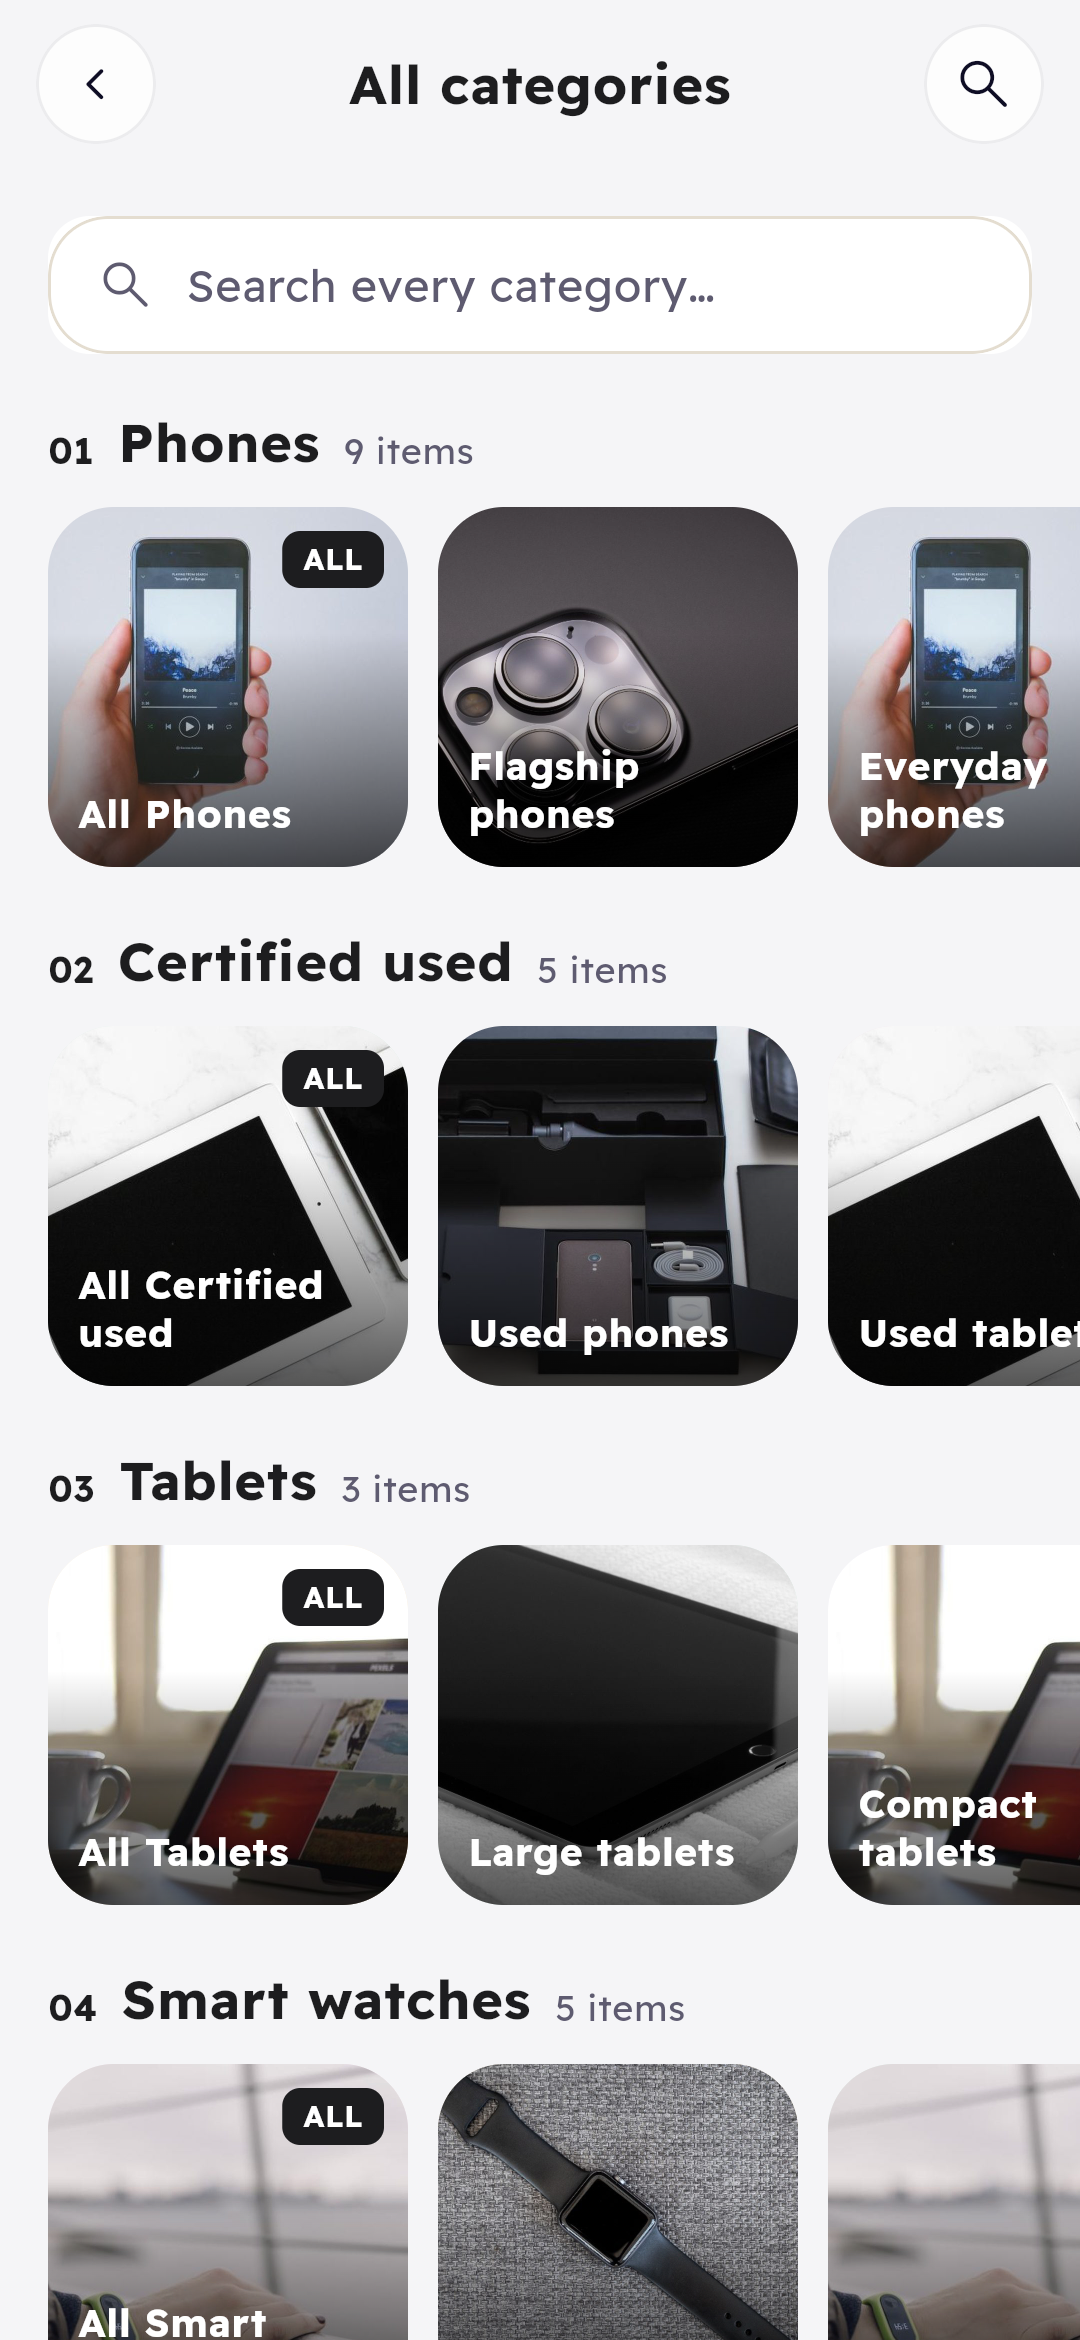 All categories
Search every category...
01 Phones 9 items
ALL
All Phones
Flagship
phones
Everyday
phones
02 Certified used 5 items
ALL
All Certified
used
Used phones
Used tablet
03 Tablets 3 items
ALL
All Tablets
Large tablets
Compact
tablets
04 Smart watches 5 items
ALL
All Smart